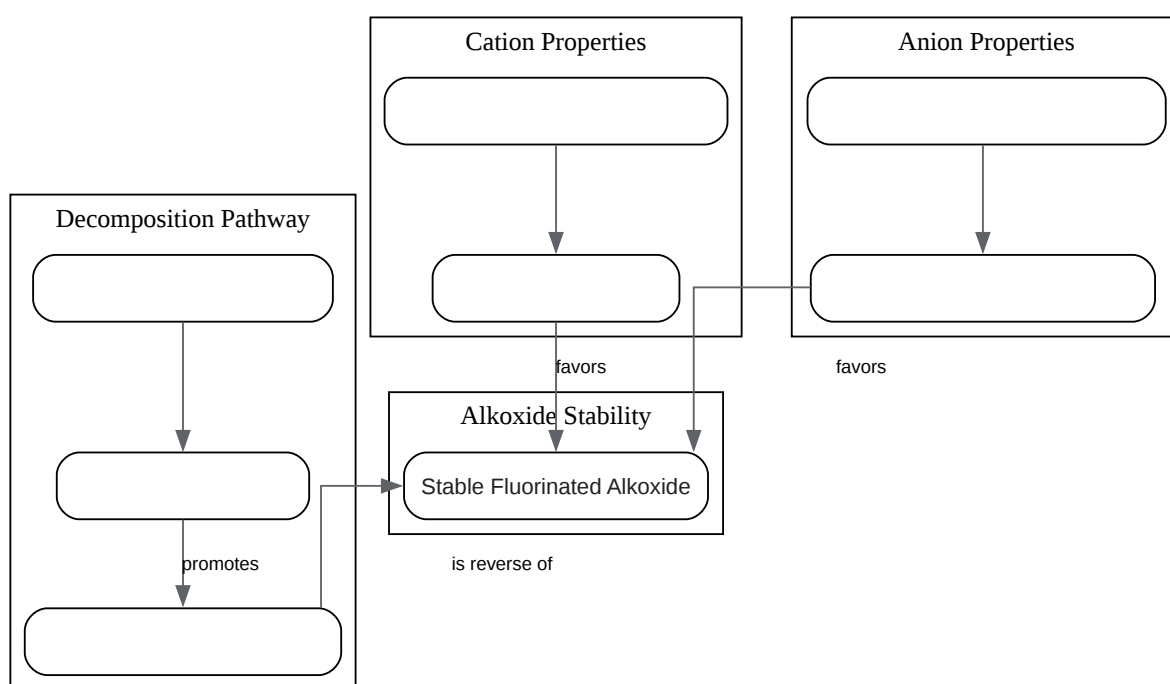 Cation Properties
Anion Properties
Decomposition Pathway
favors
favors
Alkoxide Stability
Stable Fluorinated Alkoxide
promotes
is reverse of